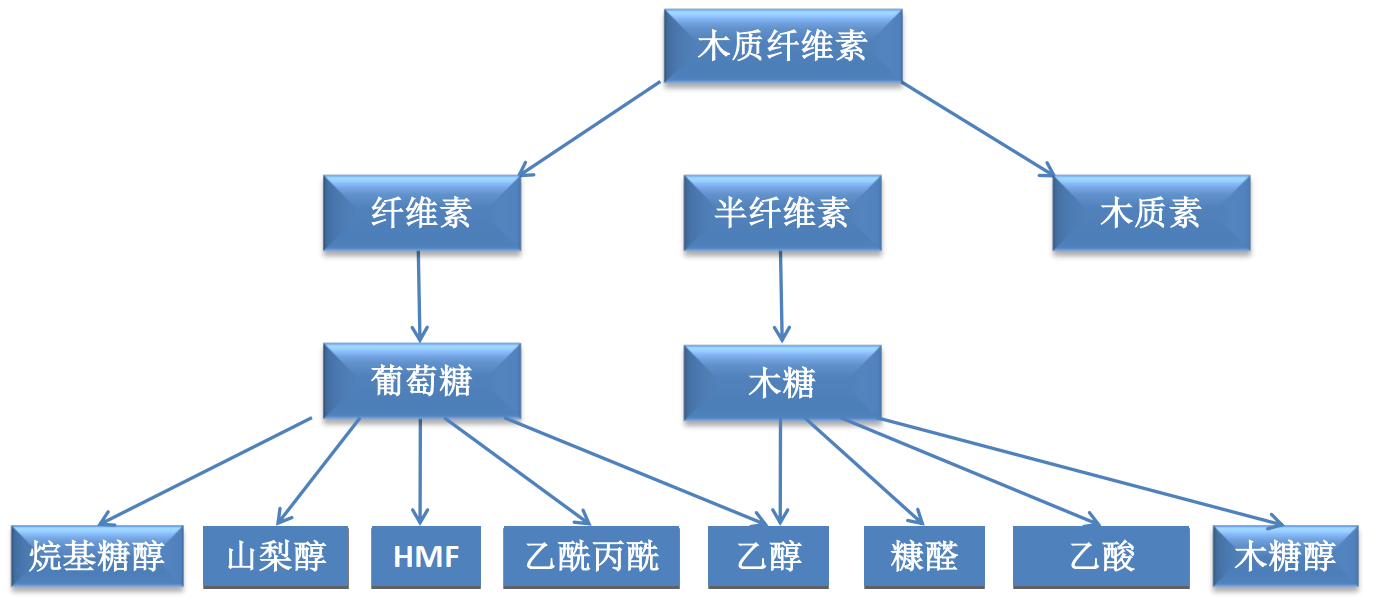 木质纤维素
纤维素
半纤维素
木质素
葡萄糖
木糖
烷基糖醇
山梨醇
HMF
乙酰丙酰
乙醇
糠醛
乙酸
木糖醇